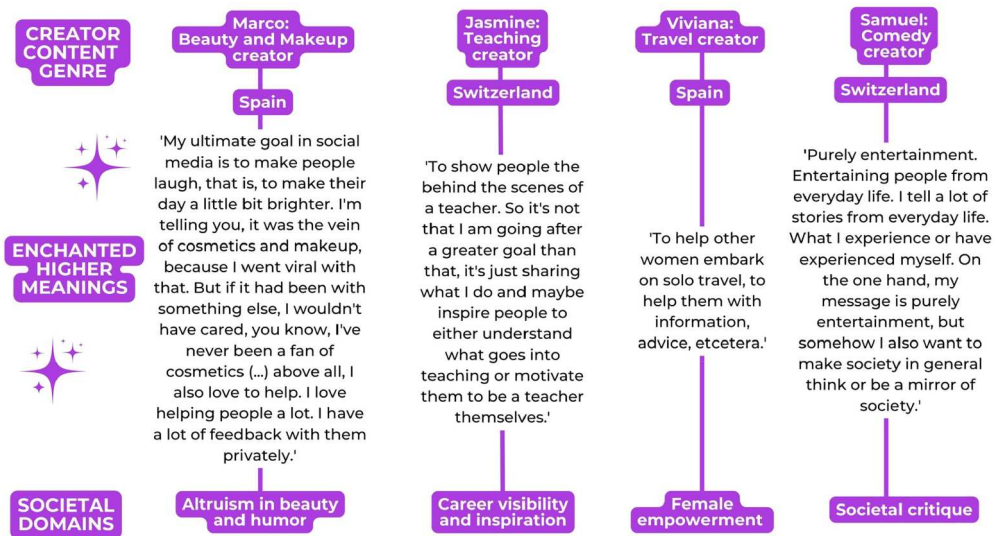 CREATOR
CONTENT
GENRE
Marco:
Beauty and Makeup
creator
Jasmine:
Teaching
creator
Viviana:
Travel creator
Samuel:
Comedy
creator
Spain
Switzerland
Spain
Switzerland
ENCHANTED
HIGHER
MEANINGS
'My ultimate goal in social
media is to make people
laugh, that is, to make their
day a little bit brighter. I'm
telling you, it was the vein
of cosmetics and makeup,
because I went viral with
that. But if it had been with
something else, I wouldn't
have cared, you know, I've
never been a fan of
cosmetics (...) above all, I
also love to help. I love
helping people a lot. I have
a lot of feedback with them
privately.'
'To show people the
behind the scenes of
a teacher. So it's not
that I am going after
a greater goal than
that, it's just sharing
what I do and maybe
inspire people to
either understand
what goes into
teaching or motivate
them to be a teacher
themselves.'
'To help other
women embark
on solo travel, to
help them with
information,
advice, etcetera.'
'Purely entertainment.
Entertaining people from
everyday life. I tell a lot of
stories from everyday life.
What I experience or have
experienced myself. On
the one hand, my
message is purely
entertainment, but
somehow I also want to
make society in general
think or be a mirror of
society.'
SOCIETAL
DOMAINS
Altruism in beauty
and humor
Career visibility
and inspiration
Female
empowerment
Societal critique